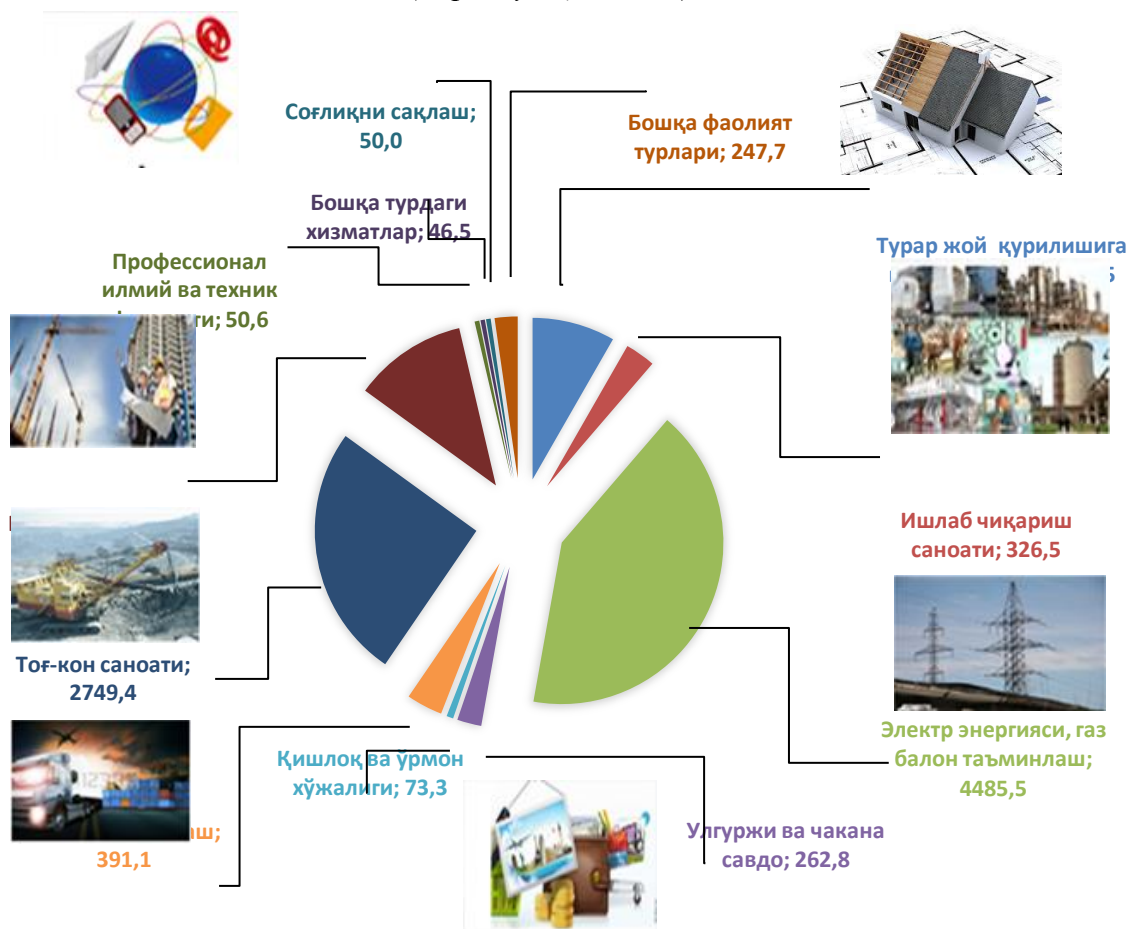 Соғлиқни сақлаш;
50,0
Бошқа фаолият
турлари; 247,7
Бошқа турдаги
хизматлар; 46,5
Турар жой қурилишига
Профессионал
илмий ва техник
50,6
Ишлаб чиқариш
саноати; 326,5
Тоғ-кон саноати;
2749,4
Электр энергияси, газ
балон таъминлаш;
4485,5
Қишлоқ ва ўрмон
хўжалиги; 73,3
Улгуржи ва чакана
савдо; 262,8
391,1